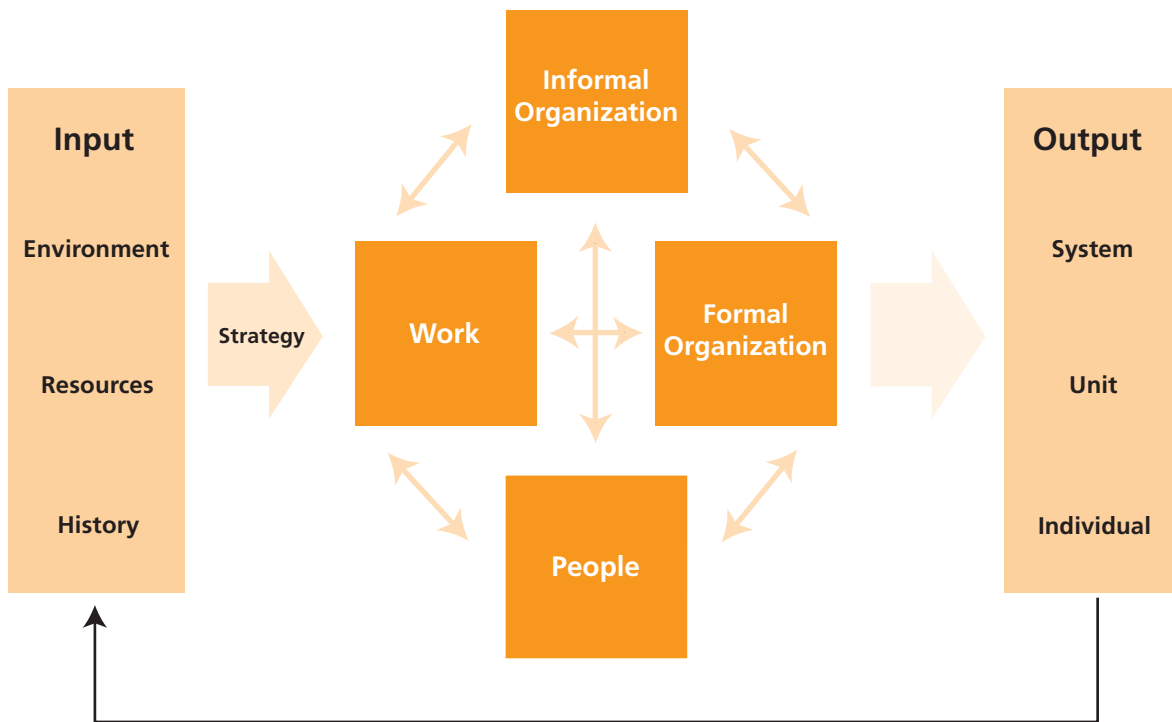 Input
Environment
Resources
History
Strategy
Informal
Organization
Work
Formal
Organization
People
Output
System
Unit
Individual